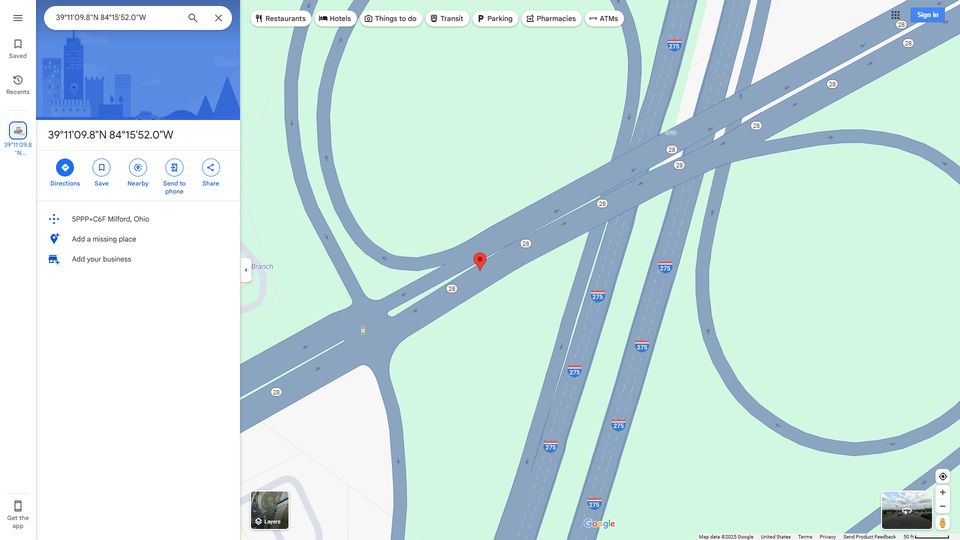 39°11'09.8"N 84°15'52.0"W
Restaurants
Hotels
Things to do
Transit
Parking
Pharmacies
ATMs
Sign in
Saved
Recents
39°11'09.8
"N...
39°11'09.8"N 84°15'52.0"W
Directions
Save
Nearby
Send to
phone
Share
5PPP+C6F Milford, Ohio
Add a missing place
Add your business
Get the
app
Branch
275
28
28
28
28
28
28
28
28
28
28
275
275
275
275
275
275
275
Layers
Google
Map data ©2025 Google
United States
Terms
Privacy
Send Product Feedback
50 ft